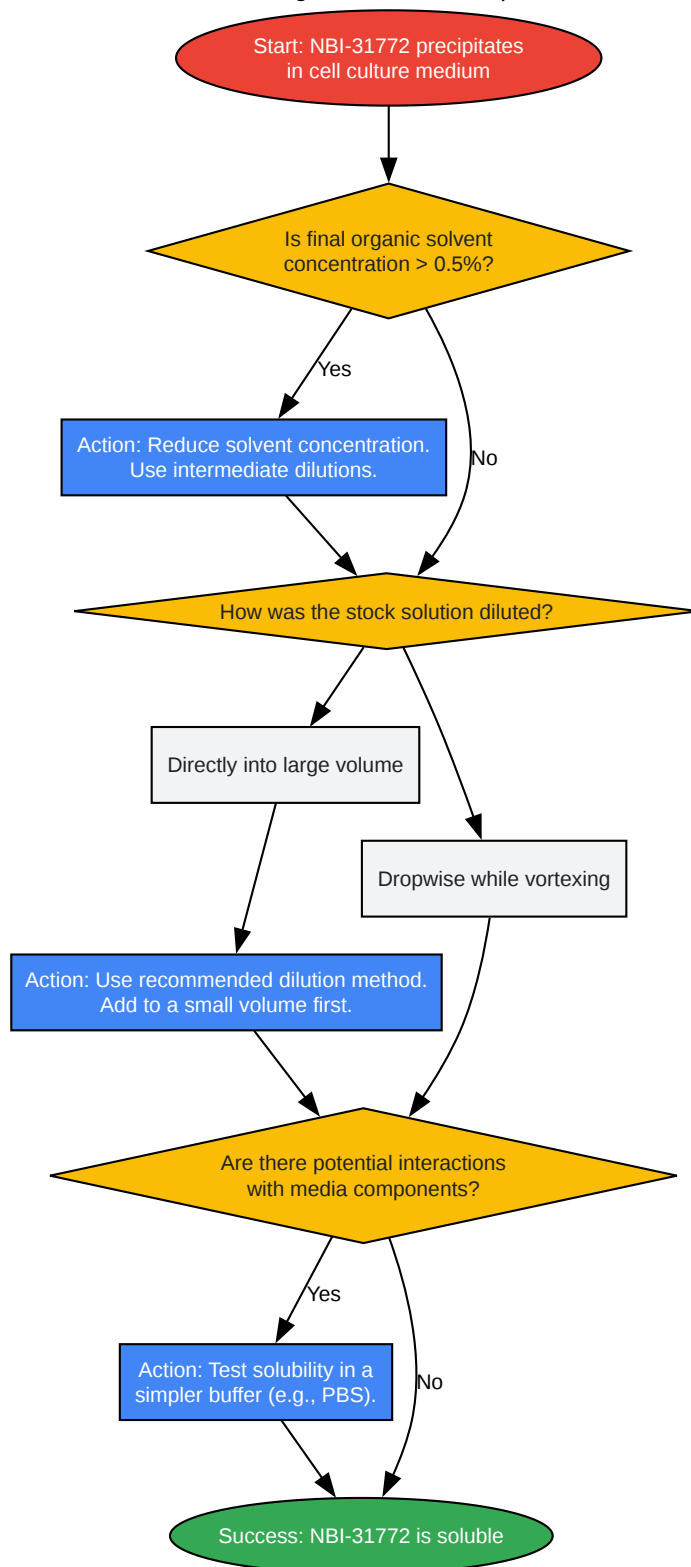 Start: NBI-31772 precipitates
in cell culture medium
Is final organic solvent
concentration > 0.5%?
Yes
Action: Reduce solvent concentration.
Use intermediate dilutions.
No
How was the stock solution diluted?
Directly into large volume
Dropwise while vortexing
Action: Use recommended dilution method.
Add to a small volume first.
Are there potential interactions
with media components?
Yes
Action: Test solubility in a
simpler buffer (e.g., PBS).
No
Success: NBI-31772 is soluble